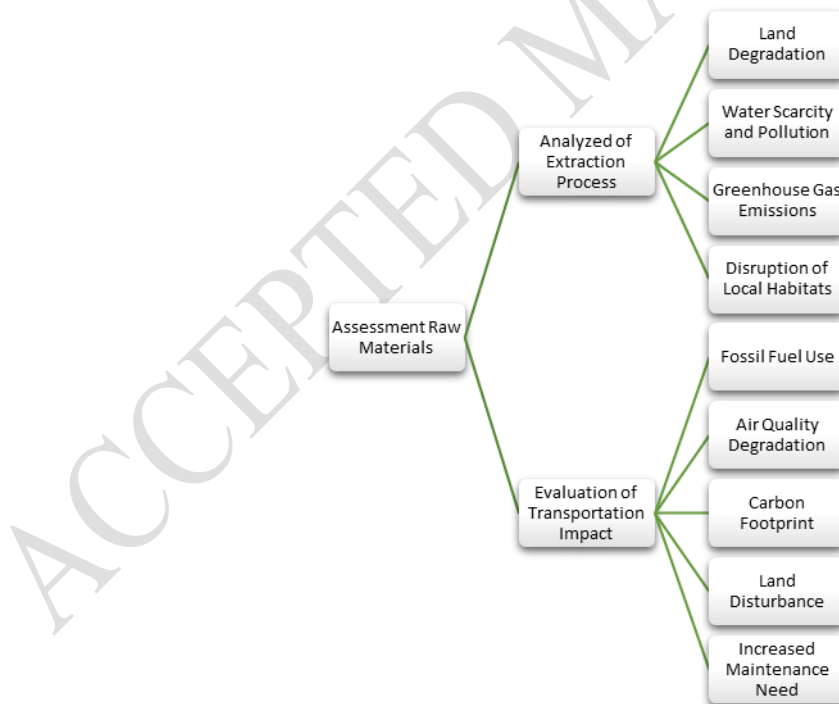 Land
Degradation
Water Scarcity
and Pollution
Analyzed of
Extraction
Process
Greenhouse Gas
Emissions
Disruption of
Local Habitats
Assessment Raw
Materials
Fossil Fuel Use
Air Quality
Degradation
Evaluation of
Transportation
Impact
Carbon
Footprint
Land
Disturbance
Increased
Maintenance
Need
ACCEPTED MA